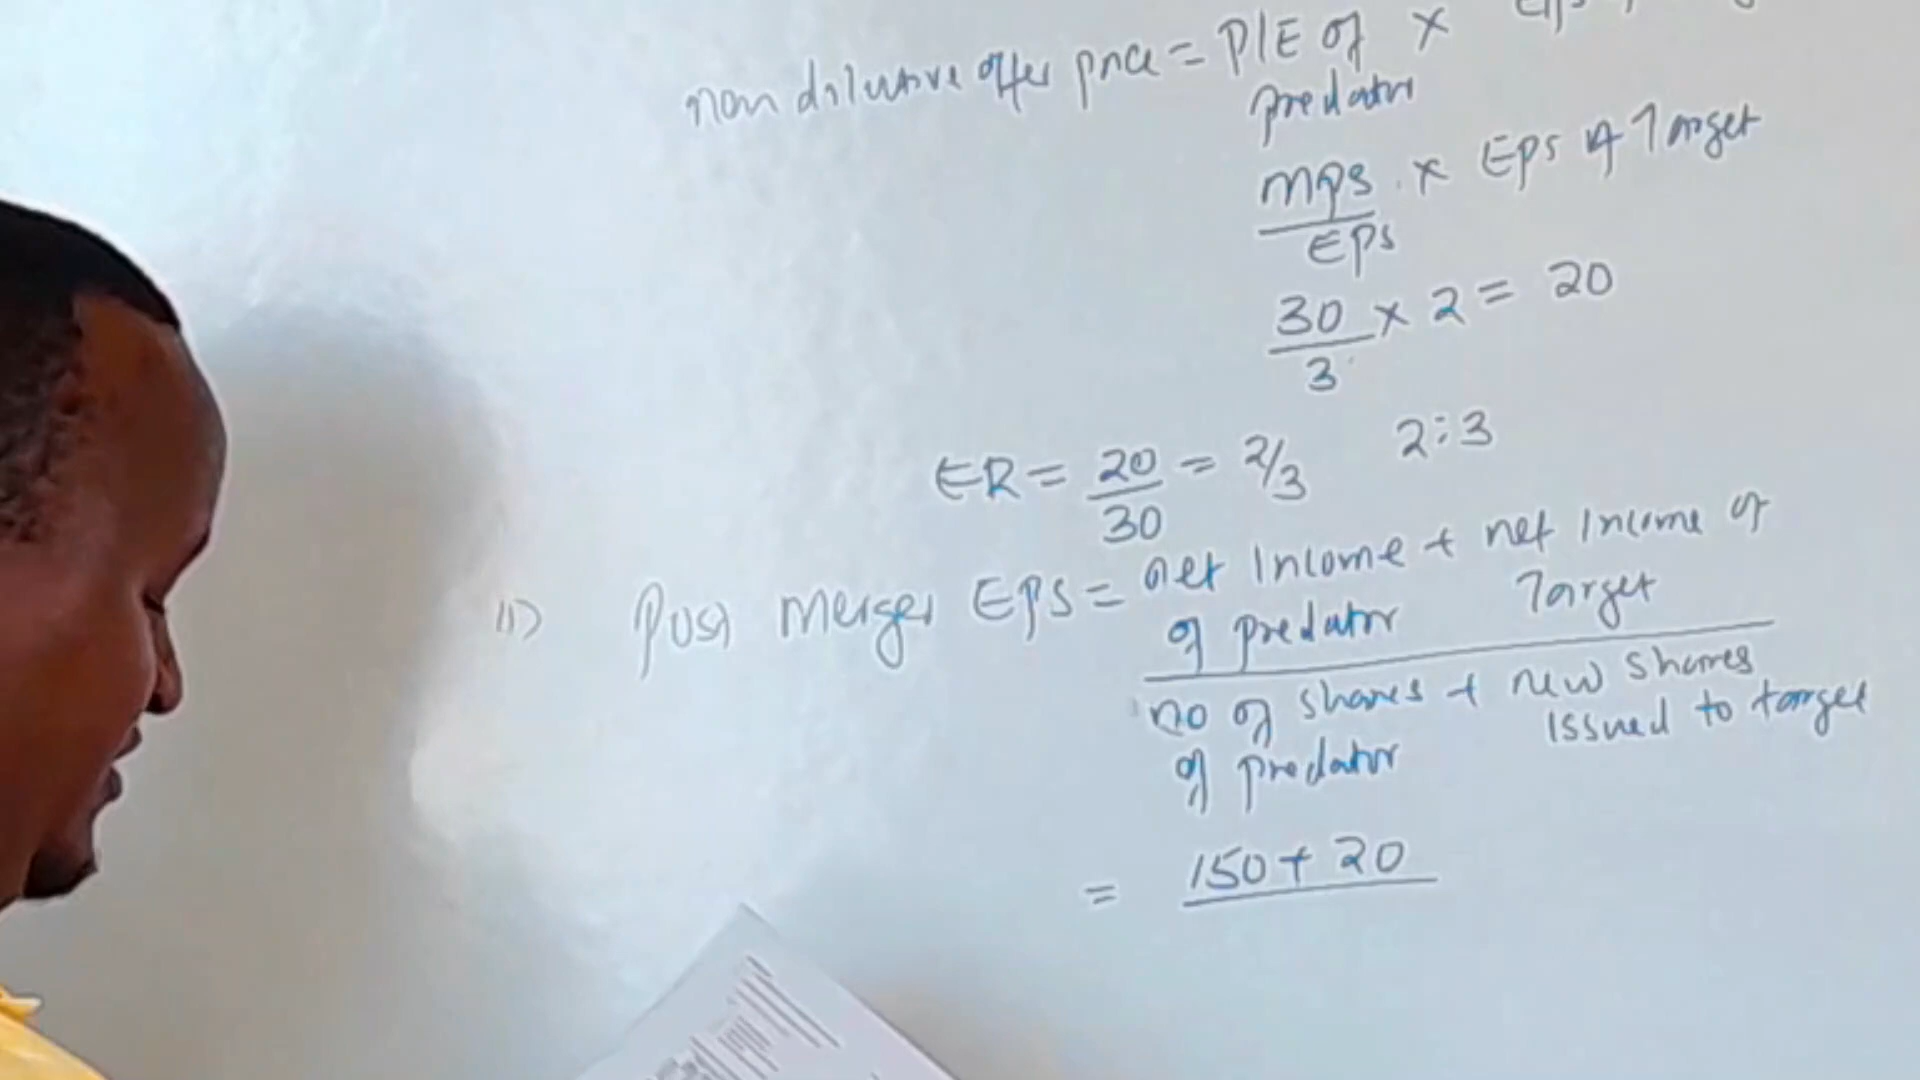 non dilutive offer price = P/E of x
predator
mps x Eps of Target
Eps
30 x 2 = 20
3
ER = 20 = 2/3 2:3
30
11) Post merger EPS = net income + net income of
of predator Target
no of shares + new shares
of predator issued to target
= 150 + 20